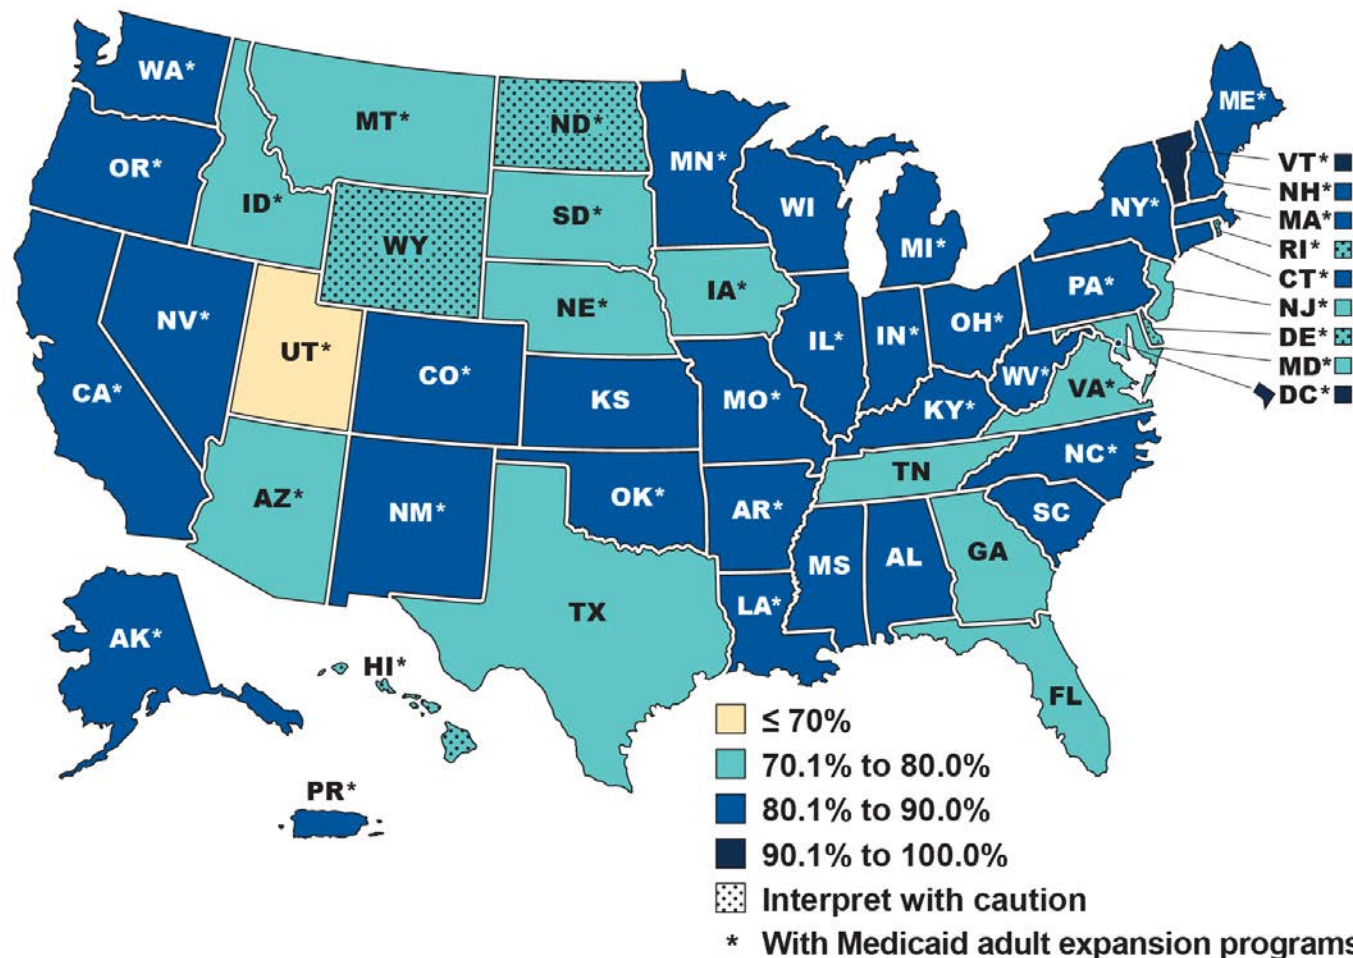 WA*
OR*
CA*
NV*
ID*
MT*
WY
UT*
AZ*
CO*
NM*
ND*
SD*
NE*
KS
OK*
TX
MN*
IA*
MO*
AR*
LA*
WI
IL*
MI*
IN*
OH*
KY*
TN
MS
AL
GA
FL
SC
NC*
VA*
WV*
PA*
NY*
ME*
VT*
NH*
MA*
RI*
CT*
NJ*
DE*
MD*
DC*
AK*
HI*
PR*
≤ 70%
70.1% to 80.0%
80.1% to 90.0%
90.1% to 100.0%
Interpret with caution
* With Medicaid adult expansion programs